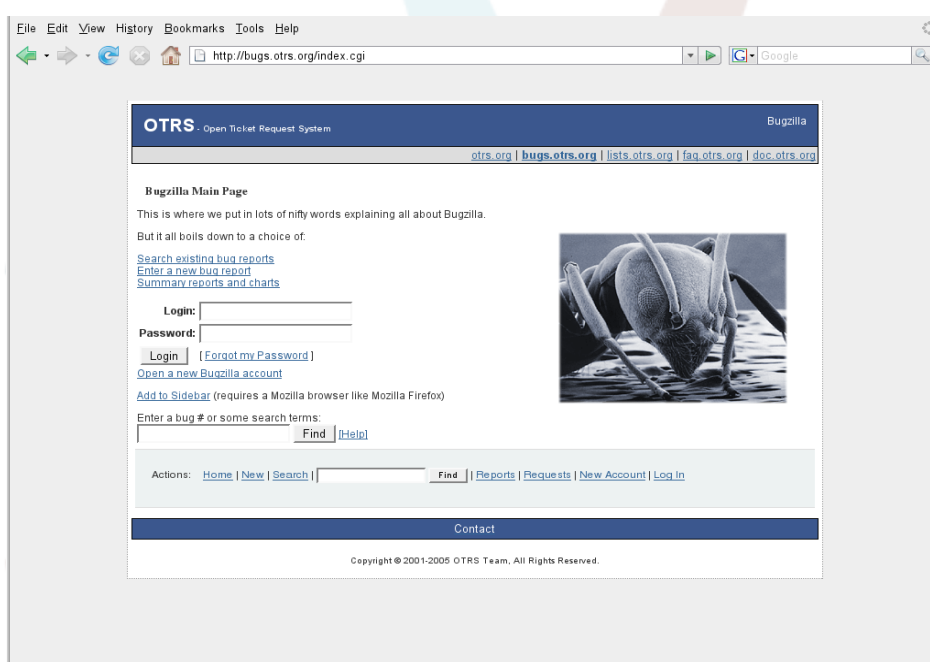 File Edit View History Bookmarks Tools Help
http://bugs.otrs.org/index.cgi
G Google
OTRS - Open Ticket Request System
Bugzilla
otrs.org | bugs.otrs.org | lists.otrs.org | faq.otrs.org | doc.otrs.org
Bugzilla Main Page
This is where we put in lots of nifty words explaining all about Bugzilla.
But it all boils down to a choice of:
Search existing bug reports
Enter a new bug report
Summary reports and charts
Login:
Password:
Login [ Forgot my Password ]
Open a new Bugzilla account
Add to Sidebar (requires a Mozilla browser like Mozilla Firefox)
Enter a bug # or some search terms:
Find [Help]
Actions: Home | New | Search | Find | Reports | Requests | New Account | Log In
Contact
Copyright © 2001-2005 OTRS Team, All Rights Reserved.